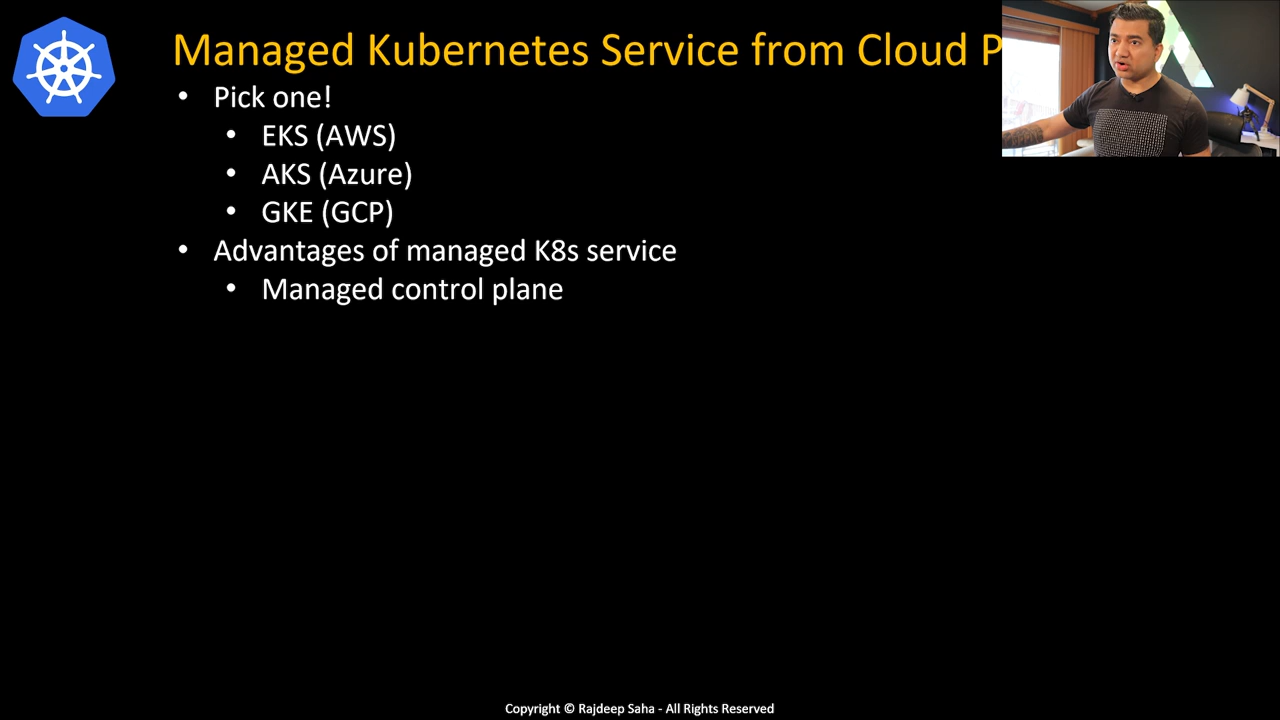 Managed Kubernetes Service from Cloud P
• Pick one!
• EKS (AWS)
• AKS (Azure)
• GKE (GCP)
• Advantages of managed K8s service
• Managed control plane
Copyright © Rajdeep Saha - All Rights Reserved